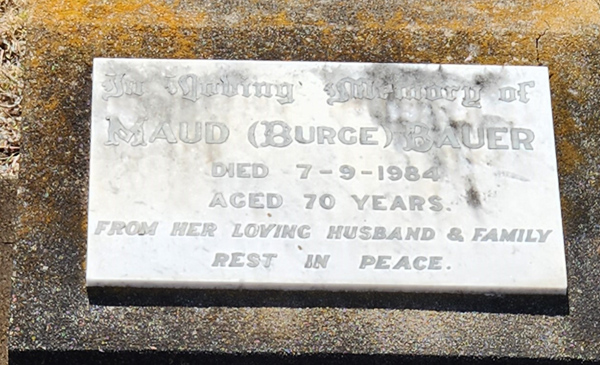 In Loving Memory of
MAUD (BURGE) BAUER
DIED 7-9-1984
AGED 70 YEARS.
FROM HER LOVING HUSBAND & FAMILY
REST IN PEACE.